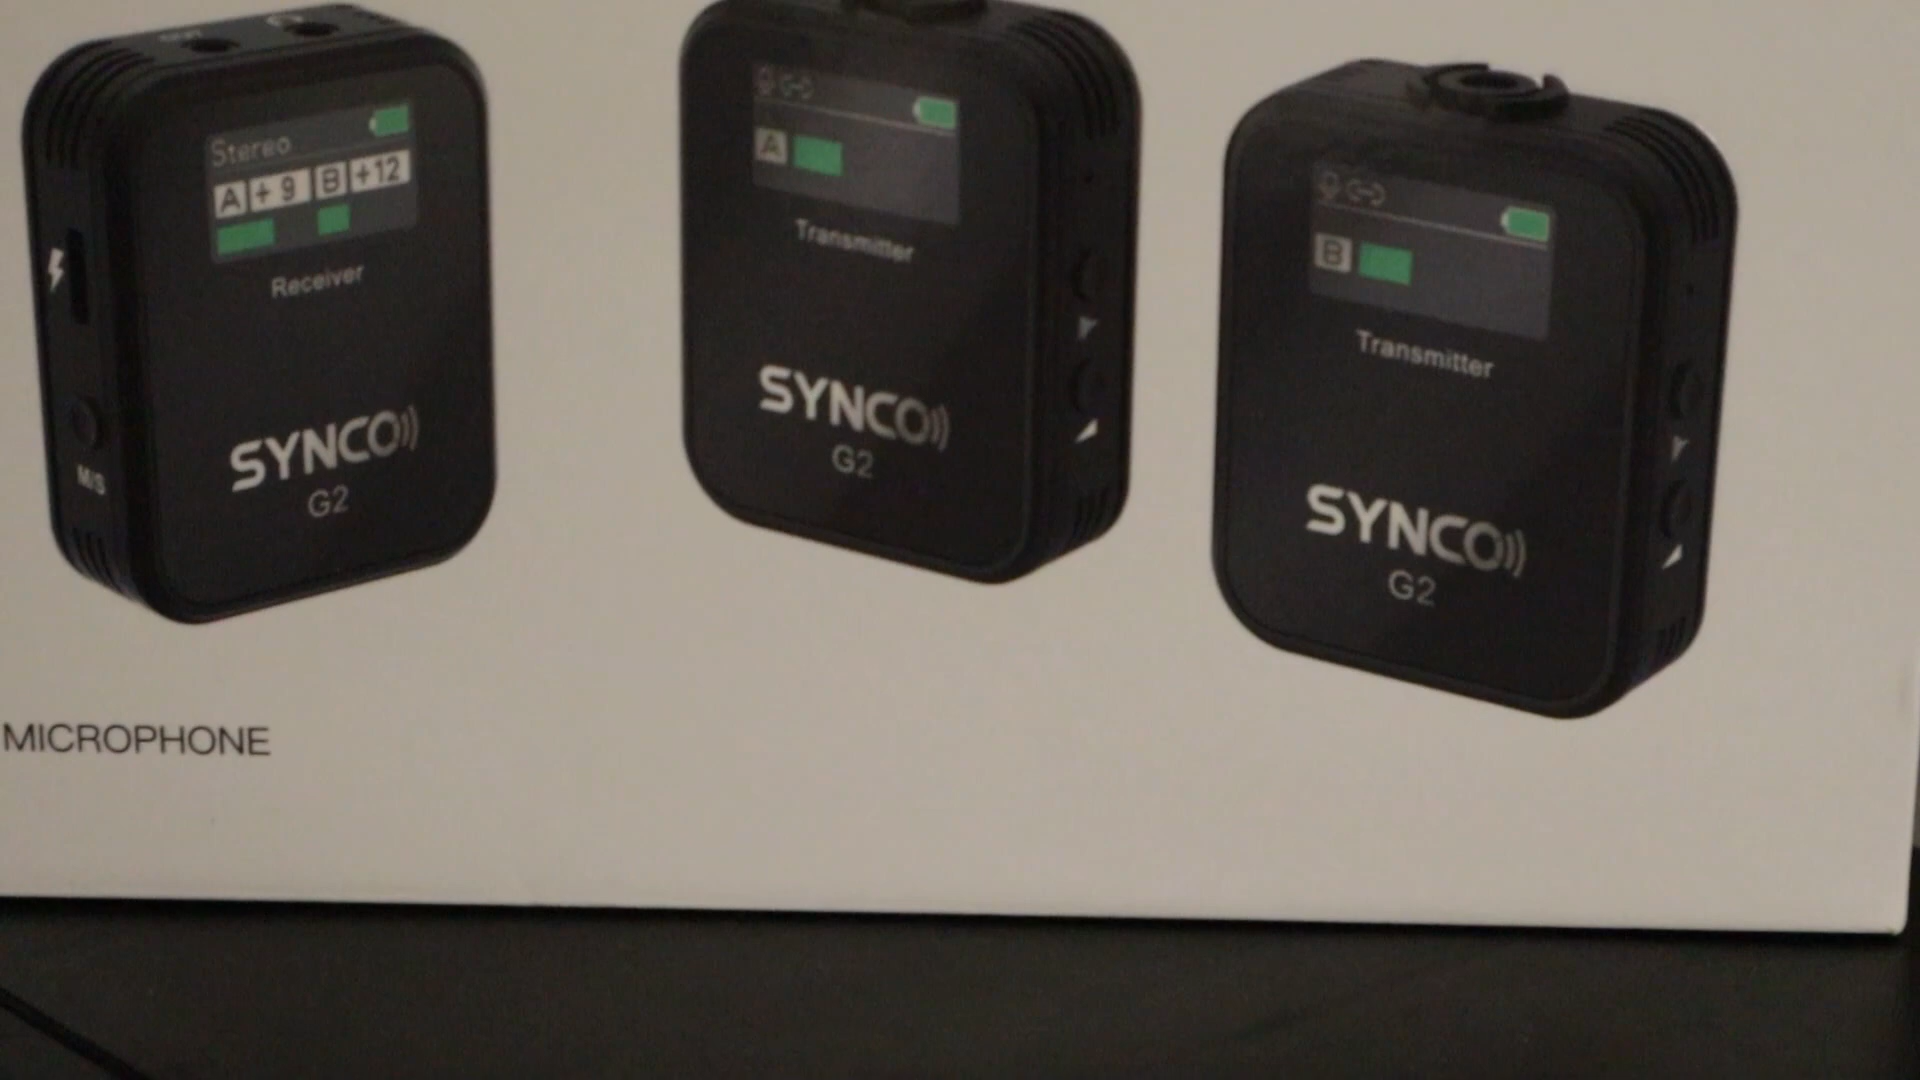 Stereo
A +9 B +12
Receiver
SYNCO
G2
M/S
A
Transmitter
SYNCO
G2
B
Transmitter
SYNCO
G2
MICROPHONE